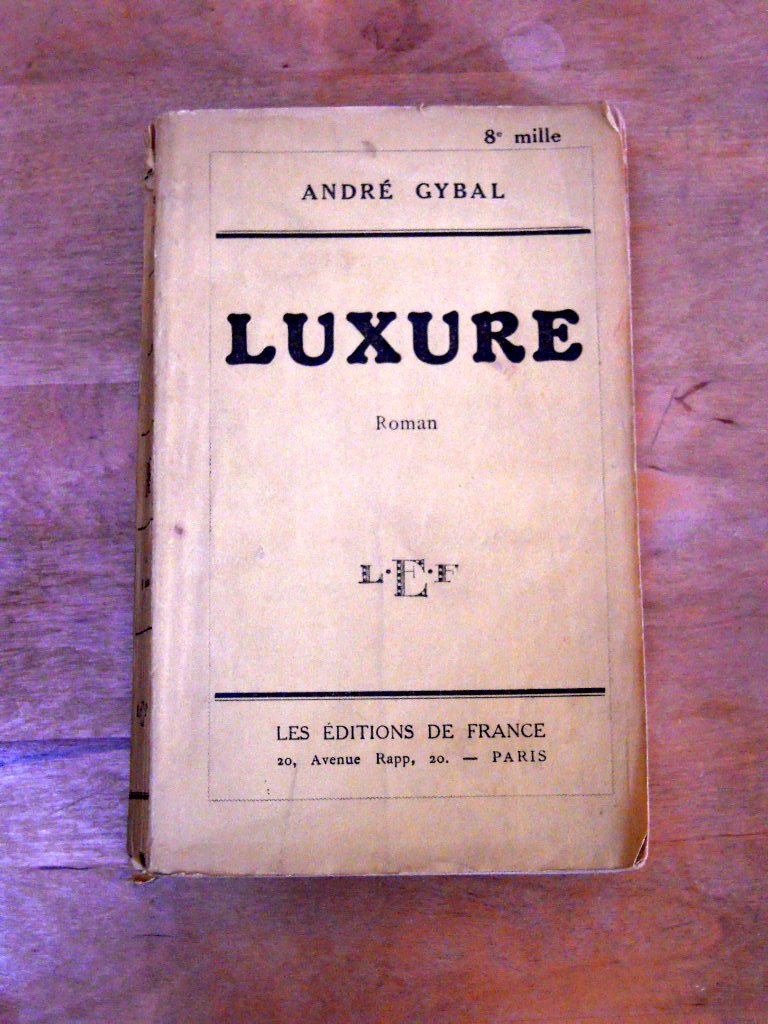 8e mille
ANDRÉ GYBAL
LUXURE
Roman
L·E·F
LES ÉDITIONS DE FRANCE
20, Avenue Rapp, 20. — PARIS